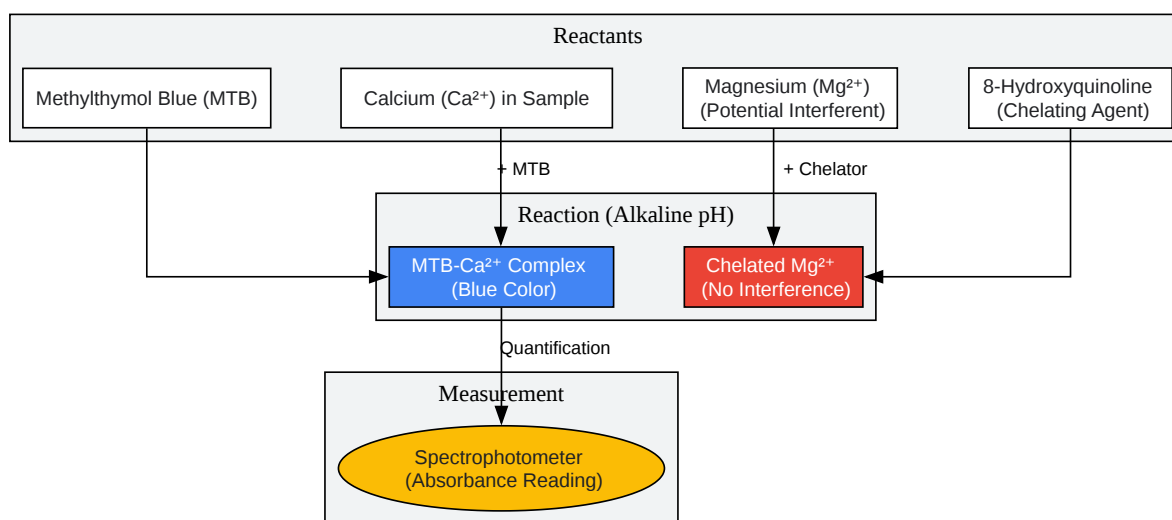 Reactants
Methylthymol Blue (MTB)
Calcium (Ca²⁺) in Sample
Magnesium (Mg²⁺)
(Potential Interferent)
8-Hydroxyquinoline
(Chelating Agent)
+ MTB
+ Chelator
Reaction (Alkaline pH)
MTB-Ca²⁺ Complex
(Blue Color)
Chelated Mg²⁺
(No Interference)
Quantification
Measurement
Spectrophotometer
(Absorbance Reading)